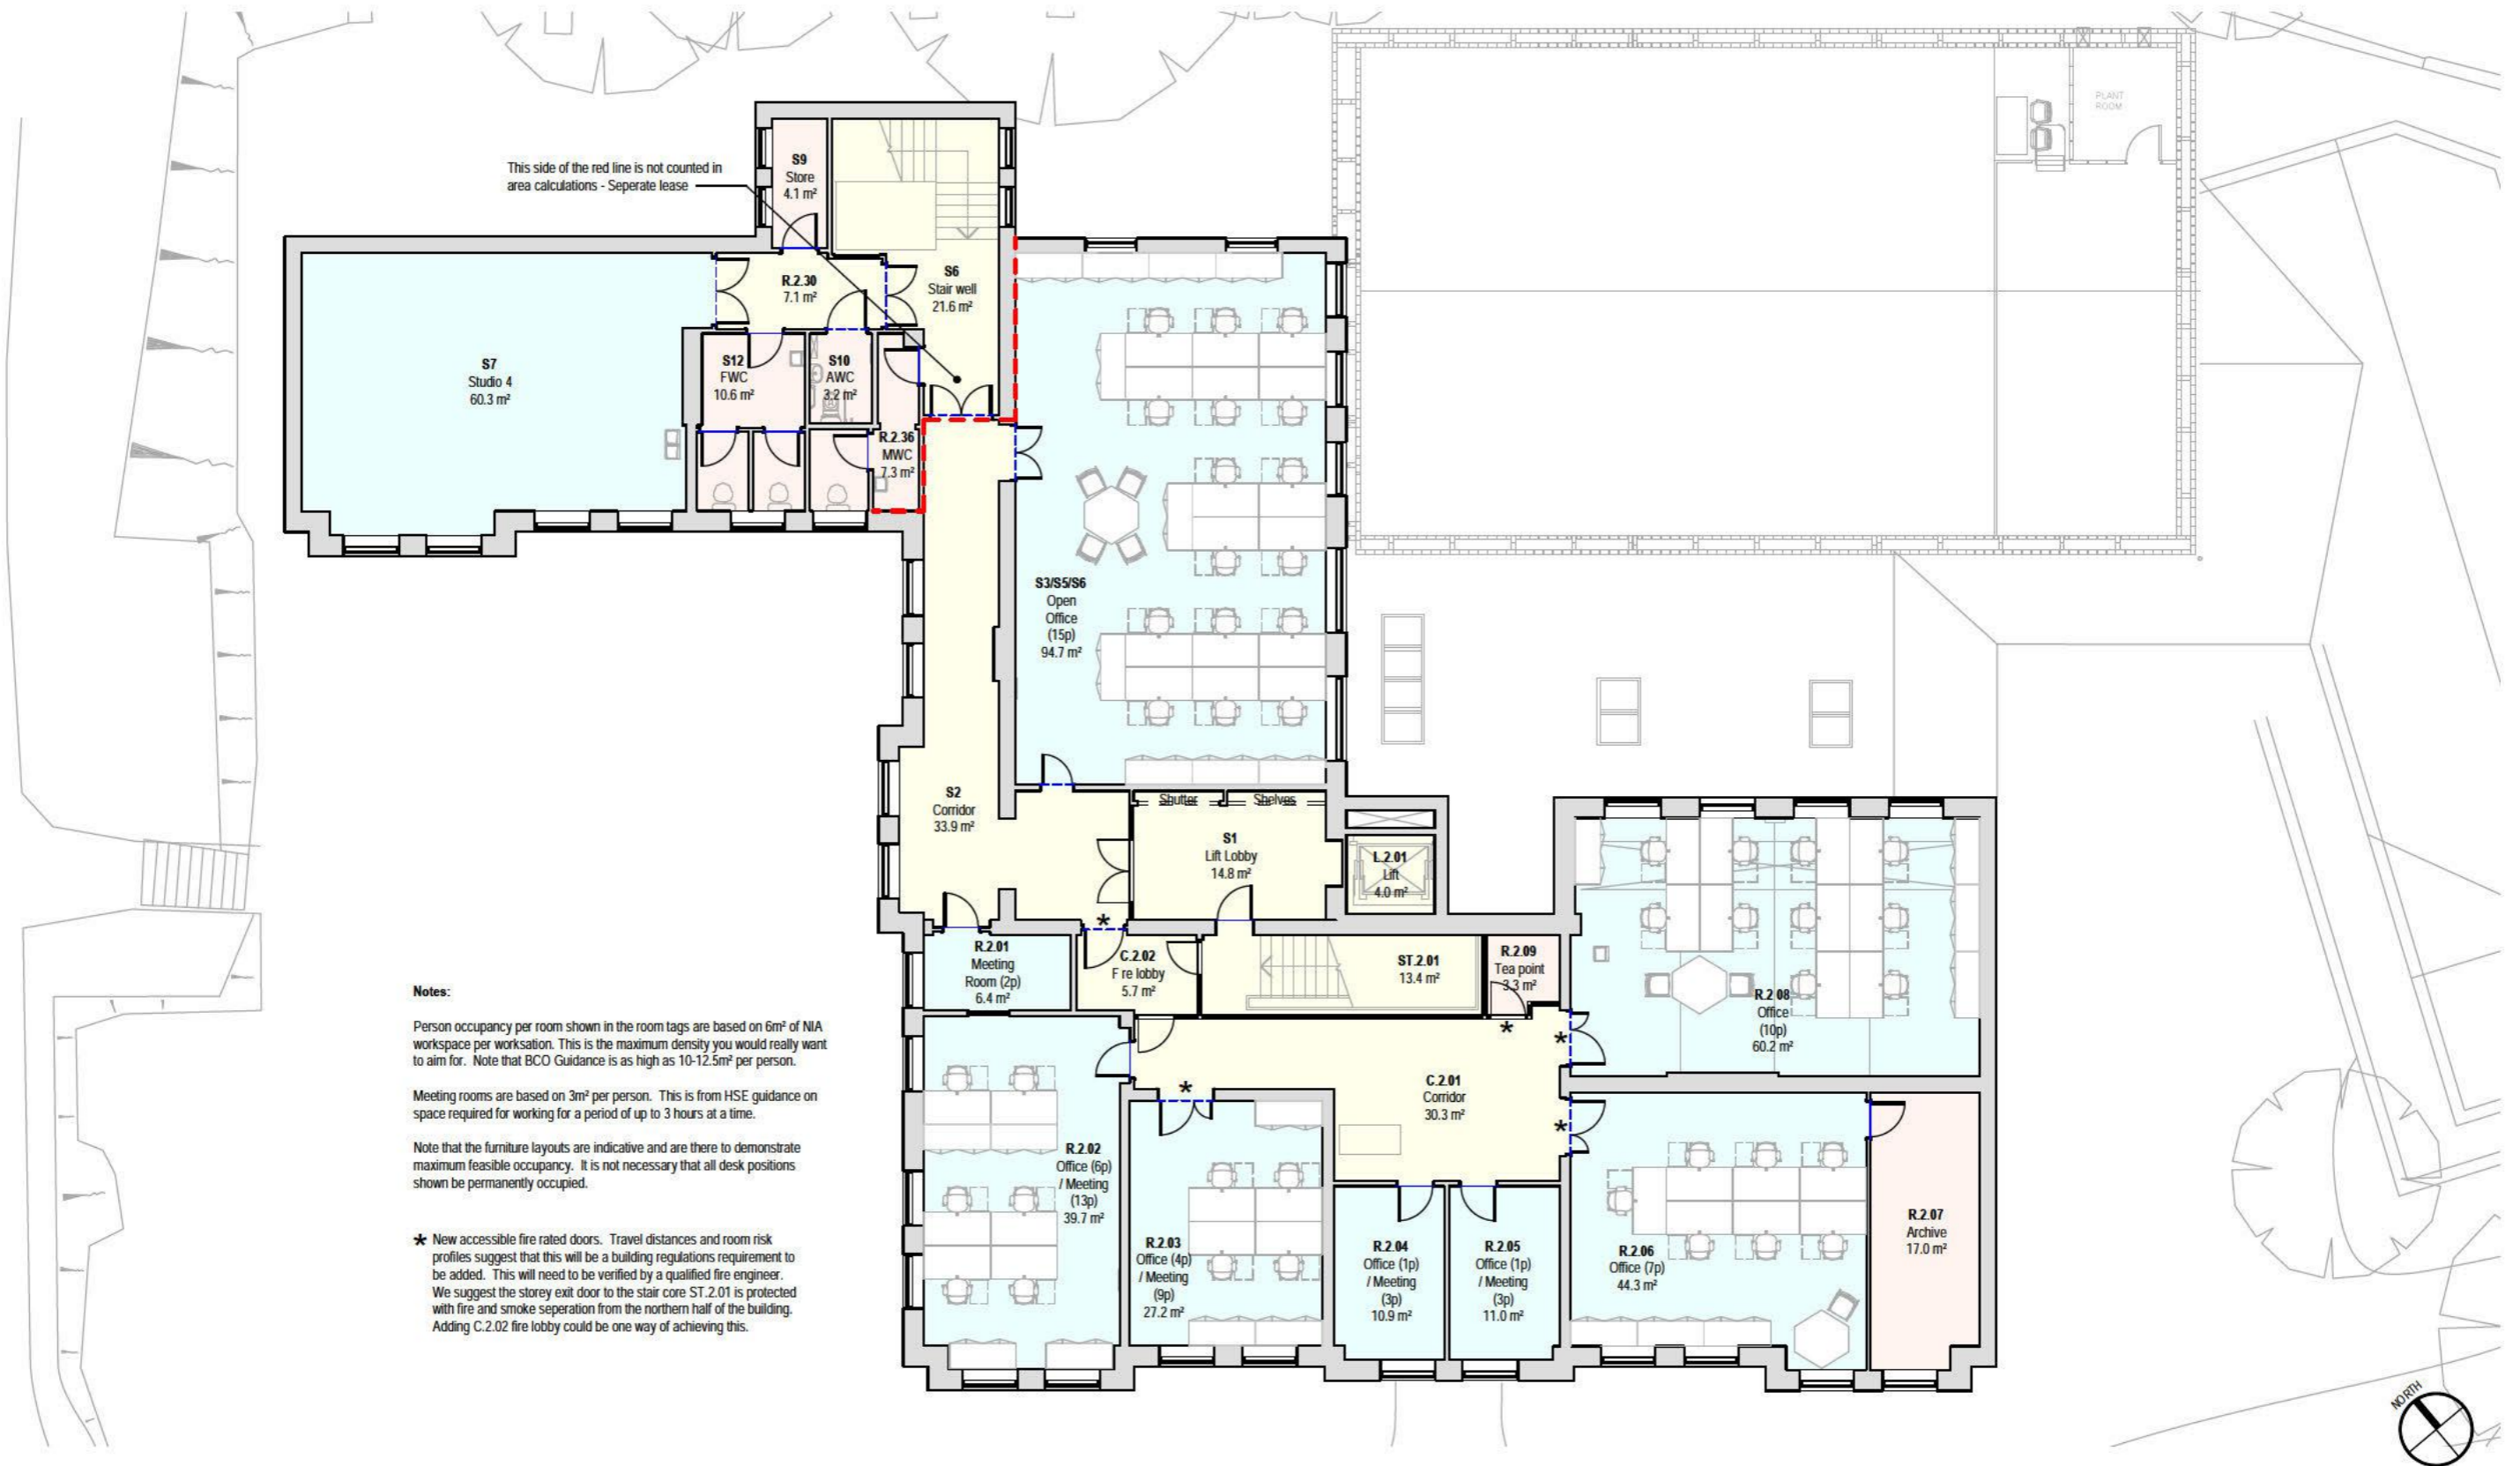 PLANT
ROOM
This side of the red line is not counted in
area calculations - Seperate lease
S9
Store
4.1 m²
R.2.30
7.1 m²
S6
Stair well
21.6 m²
S7
Studio 4
60.3 m²
S12
FWC
10.6 m²
S10
AWC
3.2 m²
R.2.36
MWC
7.3 m²
S3/S5/S6
Open
Office
(15p)
94.7 m²
S2
Corridor
33.9 m²
Shutter
Shelves
S1
Lift Lobby
14.8 m²
L.2.01
Lift
4.0 m²
*
R.2.01
Meeting
Room (2p)
6.4 m²
C.2.02
F re lobby
5.7 m²
ST.2.01
13.4 m²
R.2.09
Tea point
3.3 m²
*
*
R.2 08
Office
(10p)
60.2 m²
R.2.02
Office (6p)
/ Meeting
(13p)
39.7 m²
*
C.2.01
Corridor
30.3 m²
*
R.2.03
Office (4p)
/ Meeting
(9p)
27.2 m²
R.2.04
Office (1p)
/ Meeting
(3p)
10.9 m²
R.2.05
Office (1p)
/ Meeting
(3p)
11.0 m²
R.2.06
Office (7p)
44.3 m²
R.2.07
Archive
17.0 m²
Notes:
Person occupancy per room shown in the room tags are based on 6m² of NIA
workspace per worksation. This is the maximum density you would really want
to aim for. Note that BCO Guidance is as high as 10-12.5m² per person.
Meeting rooms are based on 3m² per person. This is from HSE guidance on
space required for working for a period of up to 3 hours at a time.
Note that the furniture layouts are indicative and are there to demonstrate
maximum feasible occupancy. It is not necessary that all desk positions
shown be permanently occupied.
* New accessible fire rated doors. Travel distances and room risk
profiles suggest that this will be a building regulations requirement to
be added. This will need to be verified by a qualified fire engineer.
We suggest the storey exit door to the stair core ST.2.01 is protected
with fire and smoke seperation from the northern half of the building.
Adding C.2.02 fire lobby could be one way of achieving this.
NORTH